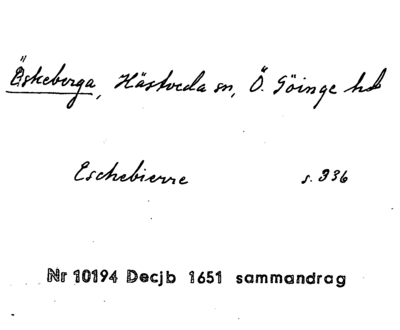 Öskeberga, Hästveda sn, Ö. Göinge hd
Eschebierre s. 336
Nr 10194 Decjb 1651 sammandrag